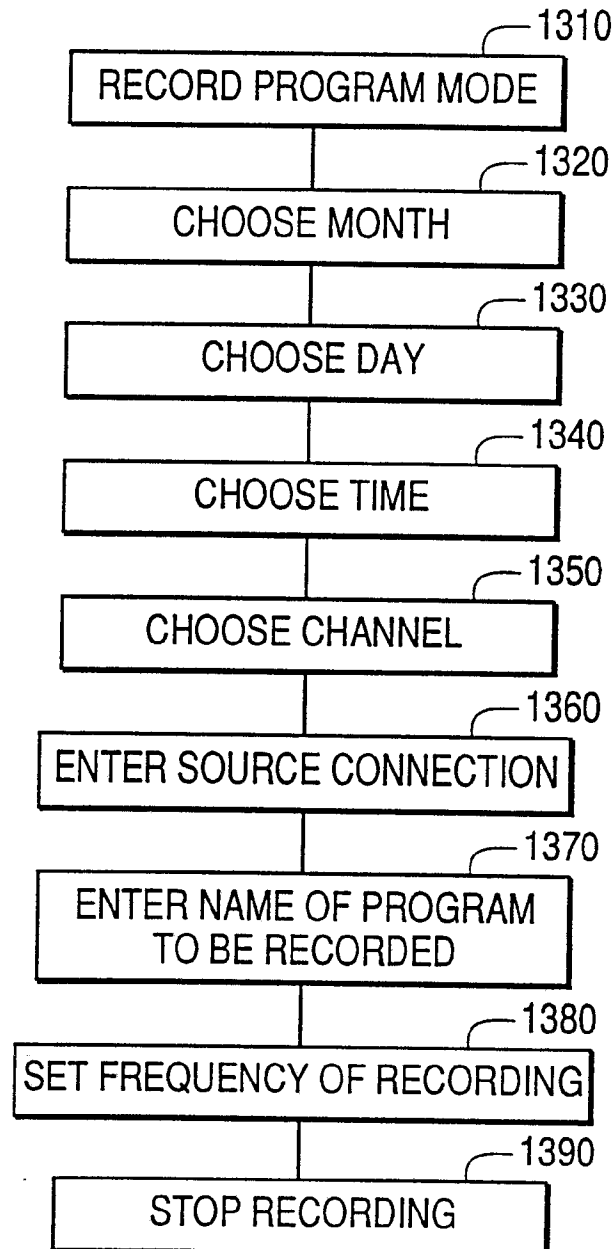 1310
RECORD PROGRAM MODE
1320
CHOOSE MONTH
1330
CHOOSE DAY
1340
CHOOSE TIME
1350
CHOOSE CHANNEL
1360
ENTER SOURCE CONNECTION
1370
ENTER NAME OF PROGRAM
TO BE RECORDED
1380
SET FREQUENCY OF RECORDING
1390
STOP RECORDING